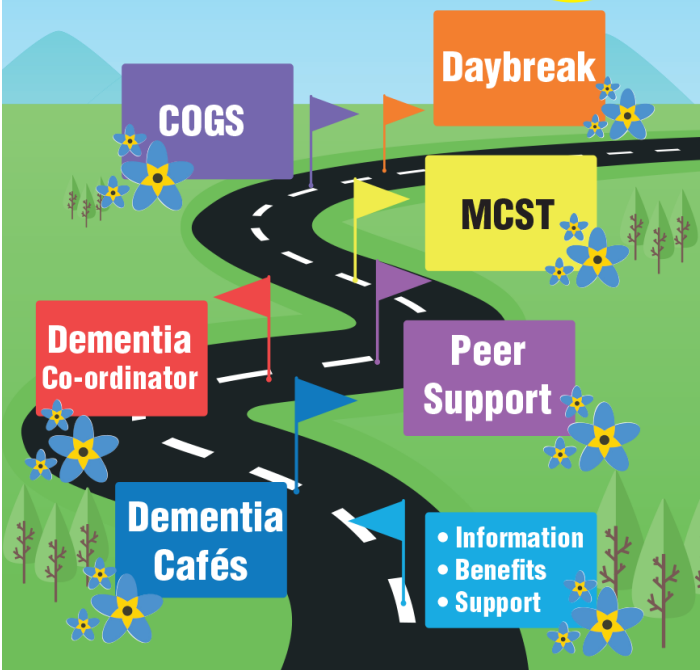 Daybreak
COGS
MCST
Dementia
Co-ordinator
Peer
Support
Dementia
Cafés
• Information
• Benefits
• Support